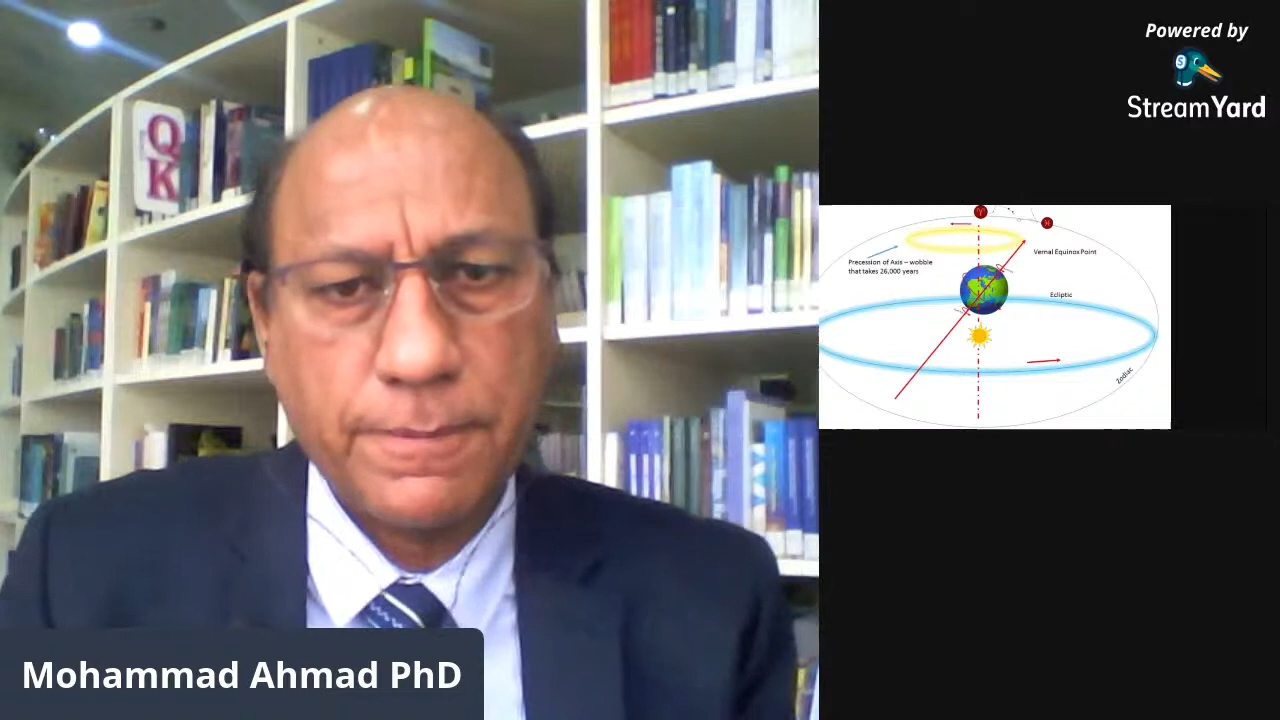 Powered by
StreamYard
Q
K
Precession of Axis – wobble
that takes 26,000 years
Vernal Equinox Point
Ecliptic
Zodiac
Mohammad Ahmad PhD